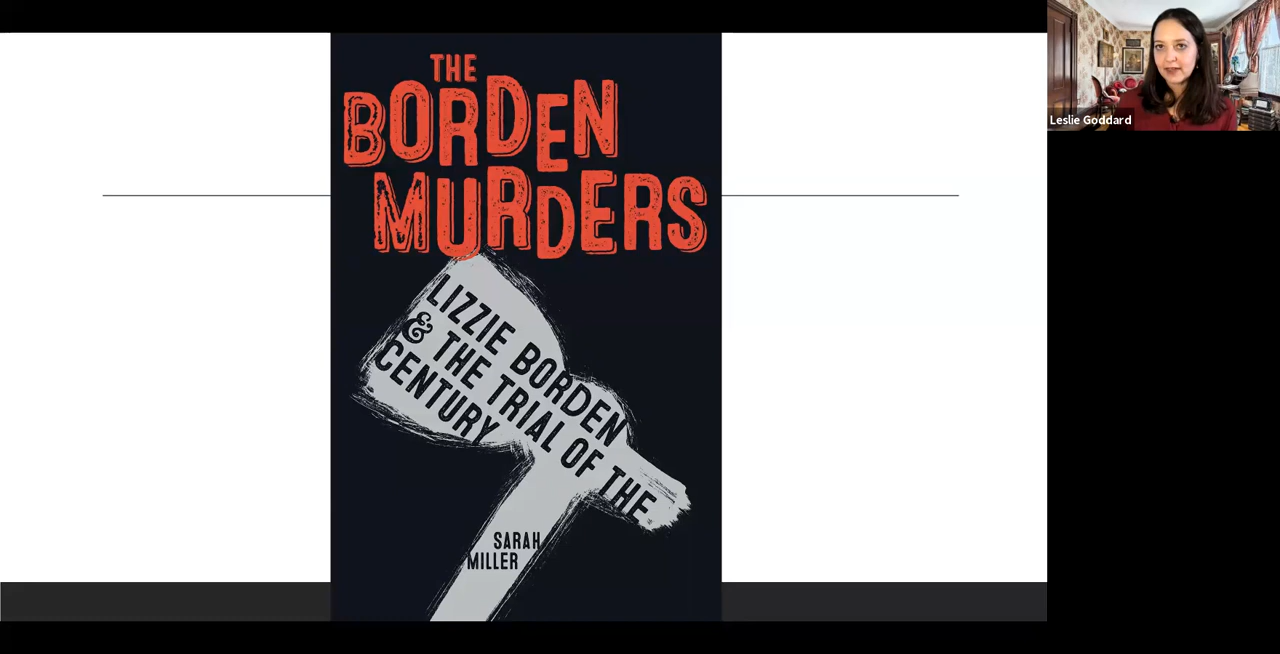 THE
BORDEN
MURDERS
LIZZIE BORDEN
& THE TRIAL OF THE
CENTURY
SARAH
MILLER
Leslie Goddard